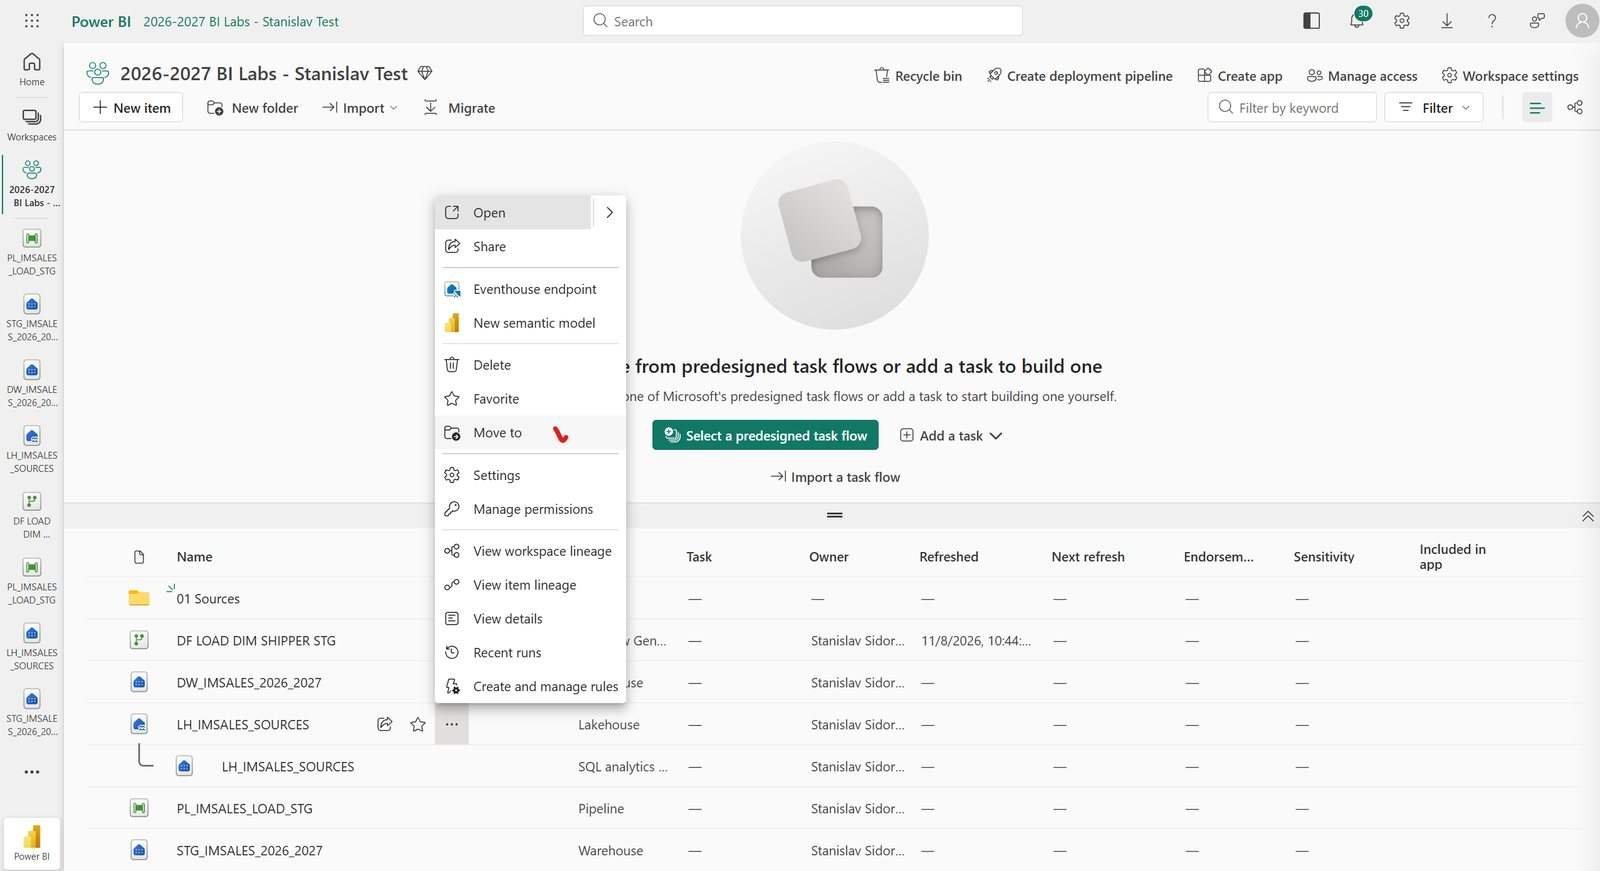 Power BI 2026-2027 BI Labs - Stanislav Test
Search
30
Home
Workspaces
2026-2027
BI Labs - ...
PL_IMSALES
_LOAD_STG
STG_IMSALE
S_2026_20...
DW_IMSALE
S_2026_20...
LH_IMSALES
_SOURCES
DF LOAD
DIM ...
PL_IMSALES
_LOAD_STG
LH_IMSALES
_SOURCES
STG_IMSALE
S_2026_20...
Power BI
2026-2027 BI Labs - Stanislav Test
Recycle bin
Create deployment pipeline
Create app
Manage access
Workspace settings
New item
New folder
Import
Migrate
Filter by keyword
Filter
Open
Share
Eventhouse endpoint
New semantic model
Delete
Favorite
Move to
Settings
Manage permissions
View workspace lineage
View item lineage
View details
Recent runs
Create and manage rules
e from predesigned task flows or add a task to build one
one of Microsoft's predesigned task flows or add a task to start building one yourself.
Select a predesigned task flow
Add a task
Import a task flow
Name Task Owner Refreshed Next refresh Endorsem... Sensitivity Included in
app
01 Sources — — — — — —
DF LOAD DIM SHIPPER STG w Gen... — Stanislav Sidor... 11/8/2026, 10:44:... — — —
DW_IMSALES_2026_2027 use — Stanislav Sidor... — — — —
LH_IMSALES_SOURCES ... Lakehouse — Stanislav Sidor... — — — —
LH_IMSALES_SOURCES SQL analytics ... — Stanislav Sidor... — — — —
PL_IMSALES_LOAD_STG Pipeline — Stanislav Sidor... — — — —
STG_IMSALES_2026_2027 Warehouse — Stanislav Sidor... — — — —